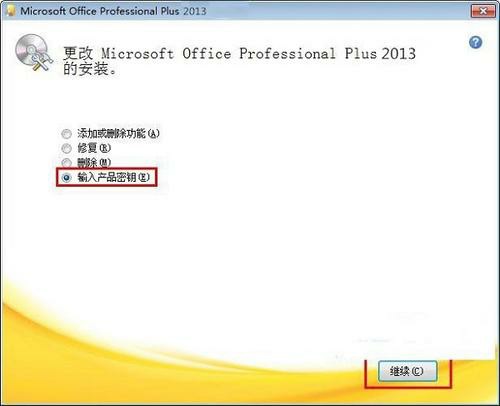 Microsoft Office Professional Plus 2013
更改 Microsoft Office Professional Plus 2013
的安装。
添加或删除功能(A)
修复(R)
删除(M)
输入产品密钥(E)
继续(C)